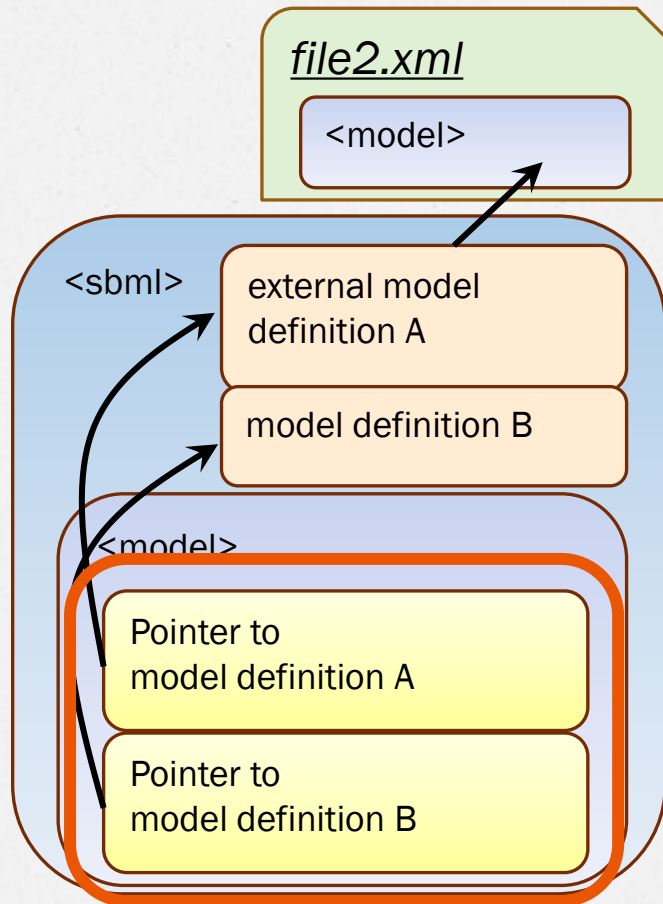 file2.xml
<model>
<sbml>
external model
definition A
model definition B
<model>
Pointer to
model definition A
Pointer to
model definition B